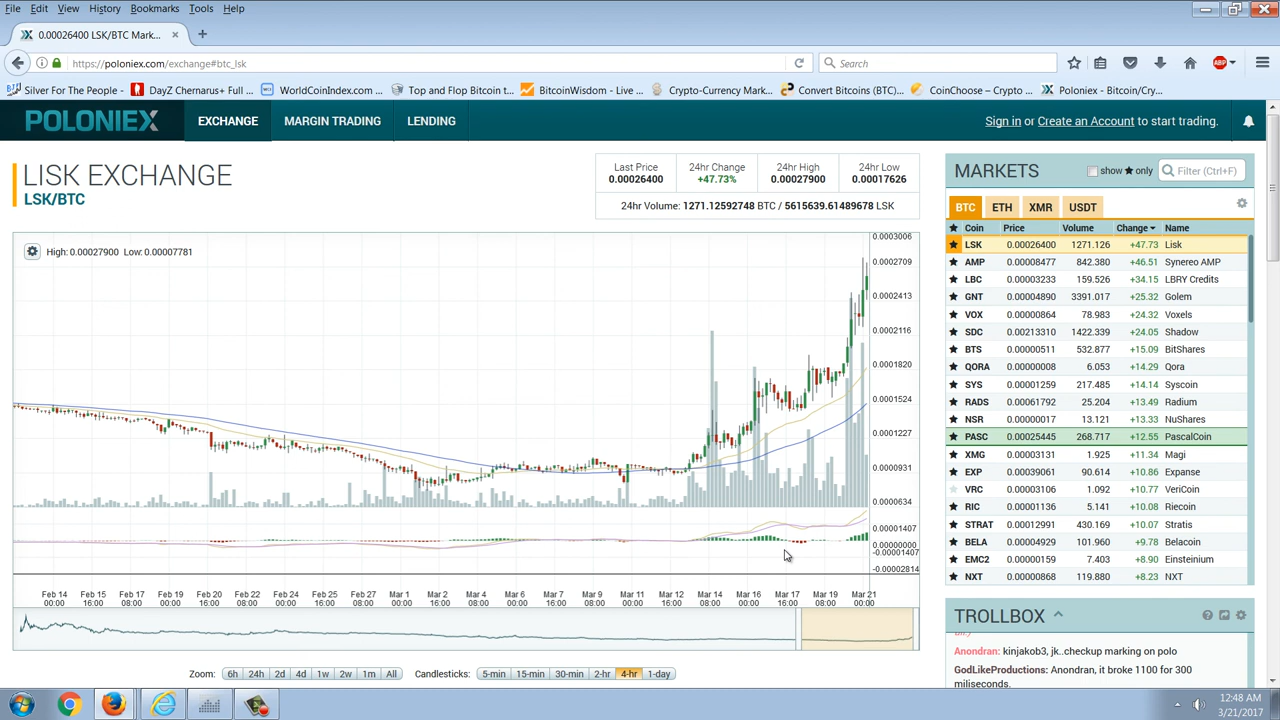 File Edit View History Bookmarks Tools Help
0.00026400 LSK/BTC Mark... × +
https://poloniex.com/exchange#btc_lsk
Search
ABP
Silver For The People -... DayZ Chernarus+ Full ... WorldCoinIndex.com ... Top and Flop Bitcoin t... BitcoinWisdom - Live ... Crypto-Currency Mark... Convert Bitcoins (BTC)... CoinChoose – Crypto ... Poloniex - Bitcoin/Cry...
POLONIEX EXCHANGE MARGIN TRADING LENDING Sign in or Create an Account to start trading.
LISK EXCHANGE
LSK/BTC
Last Price 24hr Change 24hr High 24hr Low
0.00026400 +47.73% 0.00027900 0.00017626
24hr Volume: 1271.12592748 BTC / 5615639.61489678 LSK
High: 0.00027900 Low: 0.00007781
0.0003006
0.0002709
0.0002413
0.0002116
0.0001820
0.0001524
0.0001227
0.0000931
0.0000634
0.00001407
0.00000000
-0.00001407
-0.00002814
Feb 14 Feb 15 Feb 17 Feb 19 Feb 20 Feb 22 Feb 24 Feb 25 Feb 27 Mar 1 Mar 2 Mar 4 Mar 6 Mar 7 Mar 9 Mar 11 Mar 12 Mar 14 Mar 16 Mar 17 Mar 19 Mar 21
00:00 16:00 08:00 00:00 16:00 08:00 00:00 16:00 08:00 00:00 16:00 08:00 00:00 16:00 08:00 00:00 16:00 08:00 00:00 16:00 08:00 00:00
Zoom: 6h 24h 2d 4d 1w 2w 1m All Candlesticks: 5-min 15-min 30-min 2-hr 4-hr 1-day
MARKETS show ★ only Filter (Ctrl+F)
BTC ETH XMR USDT
★ Coin Price Volume Change Name
LSK 0.00026400 1271.126 +47.73 Lisk
AMP 0.00008477 842.380 +46.51 Synereo AMP
LBC 0.00003233 159.526 +34.15 LBRY Credits
GNT 0.00004890 3391.017 +25.32 Golem
VOX 0.00000864 78.983 +24.32 Voxels
SDC 0.00213310 1422.339 +24.05 Shadow
BTS 0.00000511 532.877 +15.09 BitShares
QORA 0.00000008 6.053 +14.29 Qora
SYS 0.00001259 217.485 +14.14 Syscoin
RADS 0.00061792 25.204 +13.49 Radium
NSR 0.00000017 13.121 +13.33 NuShares
PASC 0.00025445 268.717 +12.55 PascalCoin
XMG 0.00003131 1.925 +11.34 Magi
EXP 0.00039061 90.614 +10.86 Expanse
VRC 0.00003106 1.092 +10.77 VeriCoin
RIC 0.00001136 5.141 +10.08 Riecoin
STRAT 0.00012991 430.169 +10.07 Stratis
BELA 0.00004929 101.960 +9.78 Belacoin
EMC2 0.00000159 7.403 +8.90 Einsteinium
NXT 0.00000868 119.880 +8.23 NXT
TROLLBOX
Anondran: kinjakob3, jk..checkup marking on polo
GodLikeProductions: Anondran, it broke 1100 for 300
miliseconds.
12:48 AM
3/21/2017